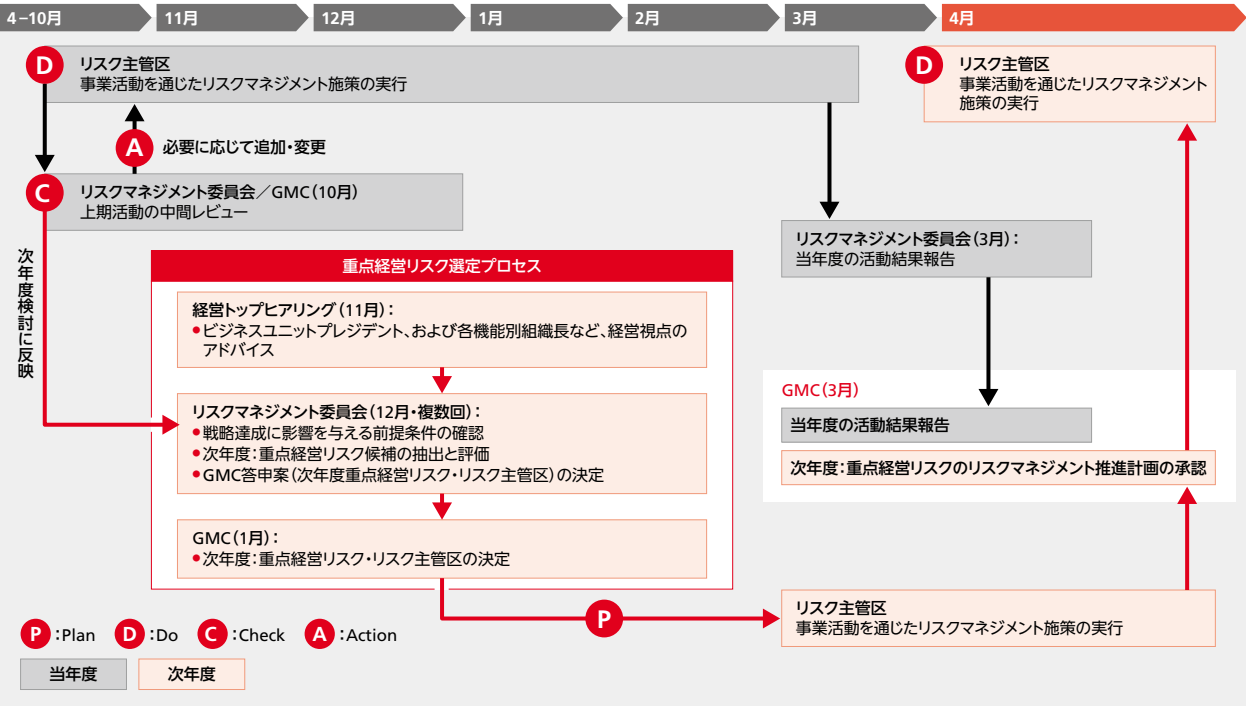 4–10月
11月
12月
1月
2月
3月
4月
D
リスク主管区
事業活動を通じたリスクマネジメント施策の実行
D
リスク主管区
事業活動を通じたリスクマネジメント
施策の実行
A
必要に応じて追加・変更
C
リスクマネジメント委員会／GMC（10月）
上期活動の中間レビュー
次年度検討に反映
リスクマネジメント委員会（3月）：
当年度の活動結果報告
重点経営リスク選定プロセス
経営トップヒアリング（11月）：
●ビジネスユニットプレジデント、および各機能別組織長など、経営視点の
アドバイス
リスクマネジメント委員会（12月・複数回）：
●戦略達成に影響を与える前提条件の確認
●次年度：重点経営リスク候補の抽出と評価
●GMC答申案（次年度重点経営リスク・リスク主管区）の決定
GMC（1月）：
●次年度：重点経営リスク・リスク主管区の決定
GMC（3月）
当年度の活動結果報告
次年度：重点経営リスクのリスクマネジメント推進計画の承認
P
リスク主管区
事業活動を通じたリスクマネジメント施策の実行
P：Plan D：Do C：Check A：Action
当年度 次年度